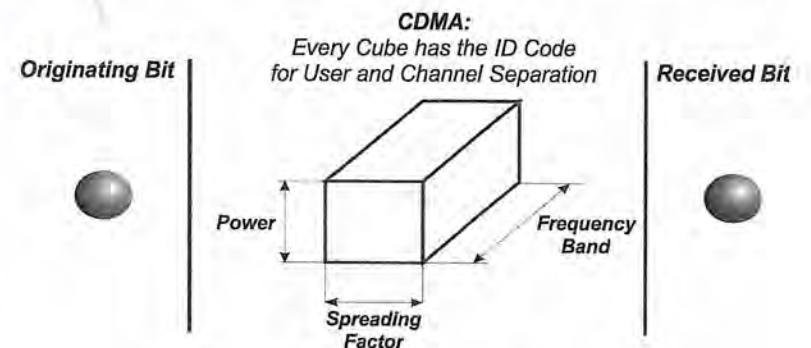 CDMA:
Every Cube has the ID Code
for User and Channel Separation
Originating Bit
Received Bit
Power
Frequency
Band
Spreading
Factor